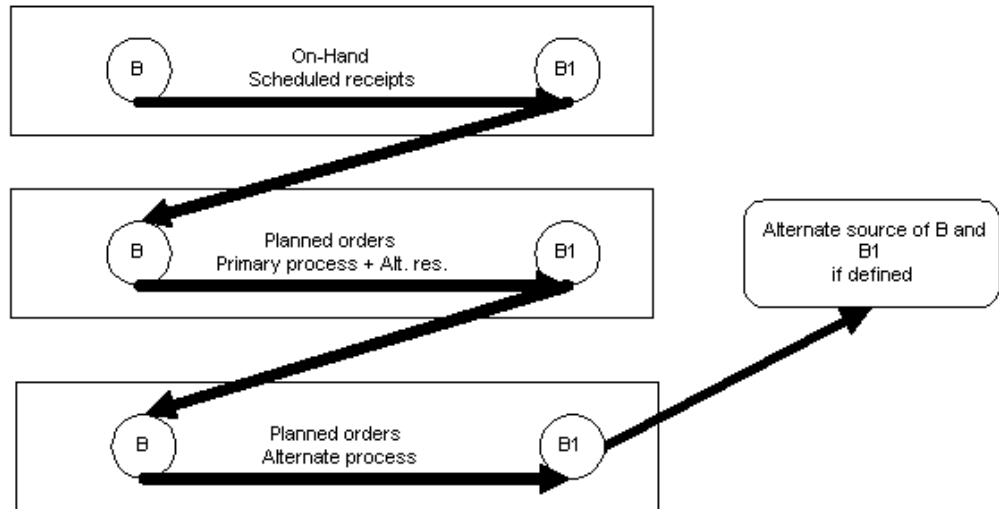 B
On-Hand
Scheduled receipts
B1
B
Planned orders
Primary process + Alt. res.
B1
Alternate source of B and
B1
if defined
B
Planned orders
Alternate process
B1